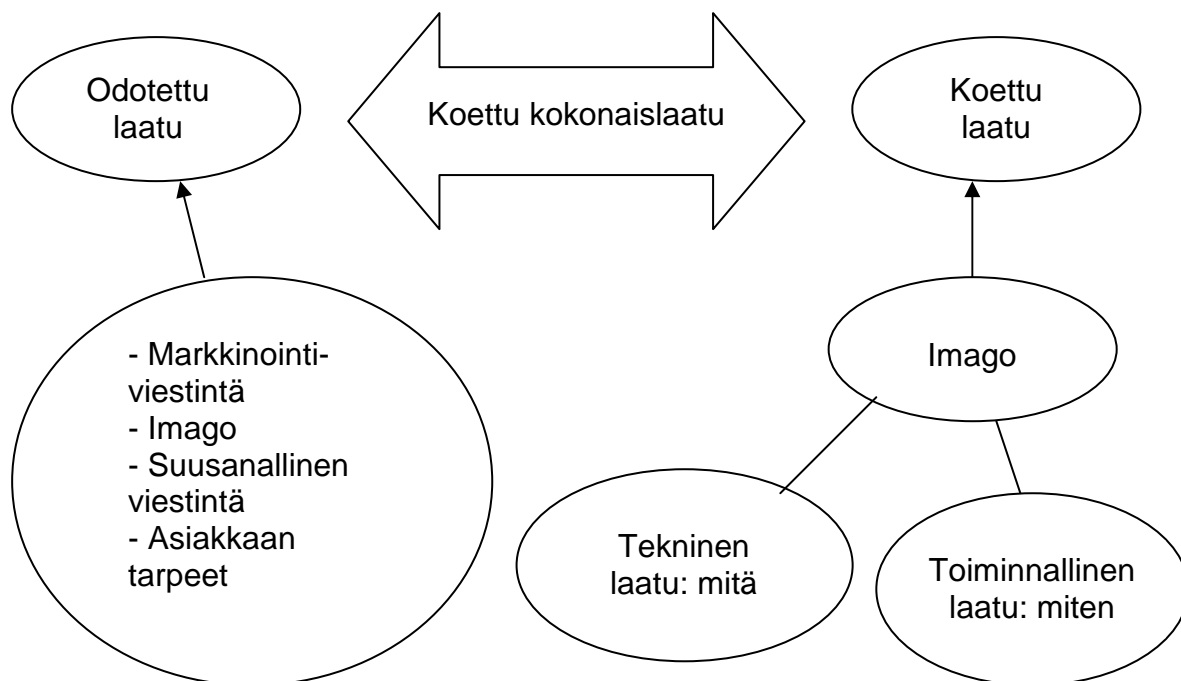 Odotettu
laatu
Koettu kokonaislaatu
Koettu
laatu
- Markkinointi-
viestintä
- Imago
- Suusanallinen
viestintä
- Asiakkaan
tarpeet
Imago
Tekninen
laatu: mitä
Toiminnallinen
laatu: miten